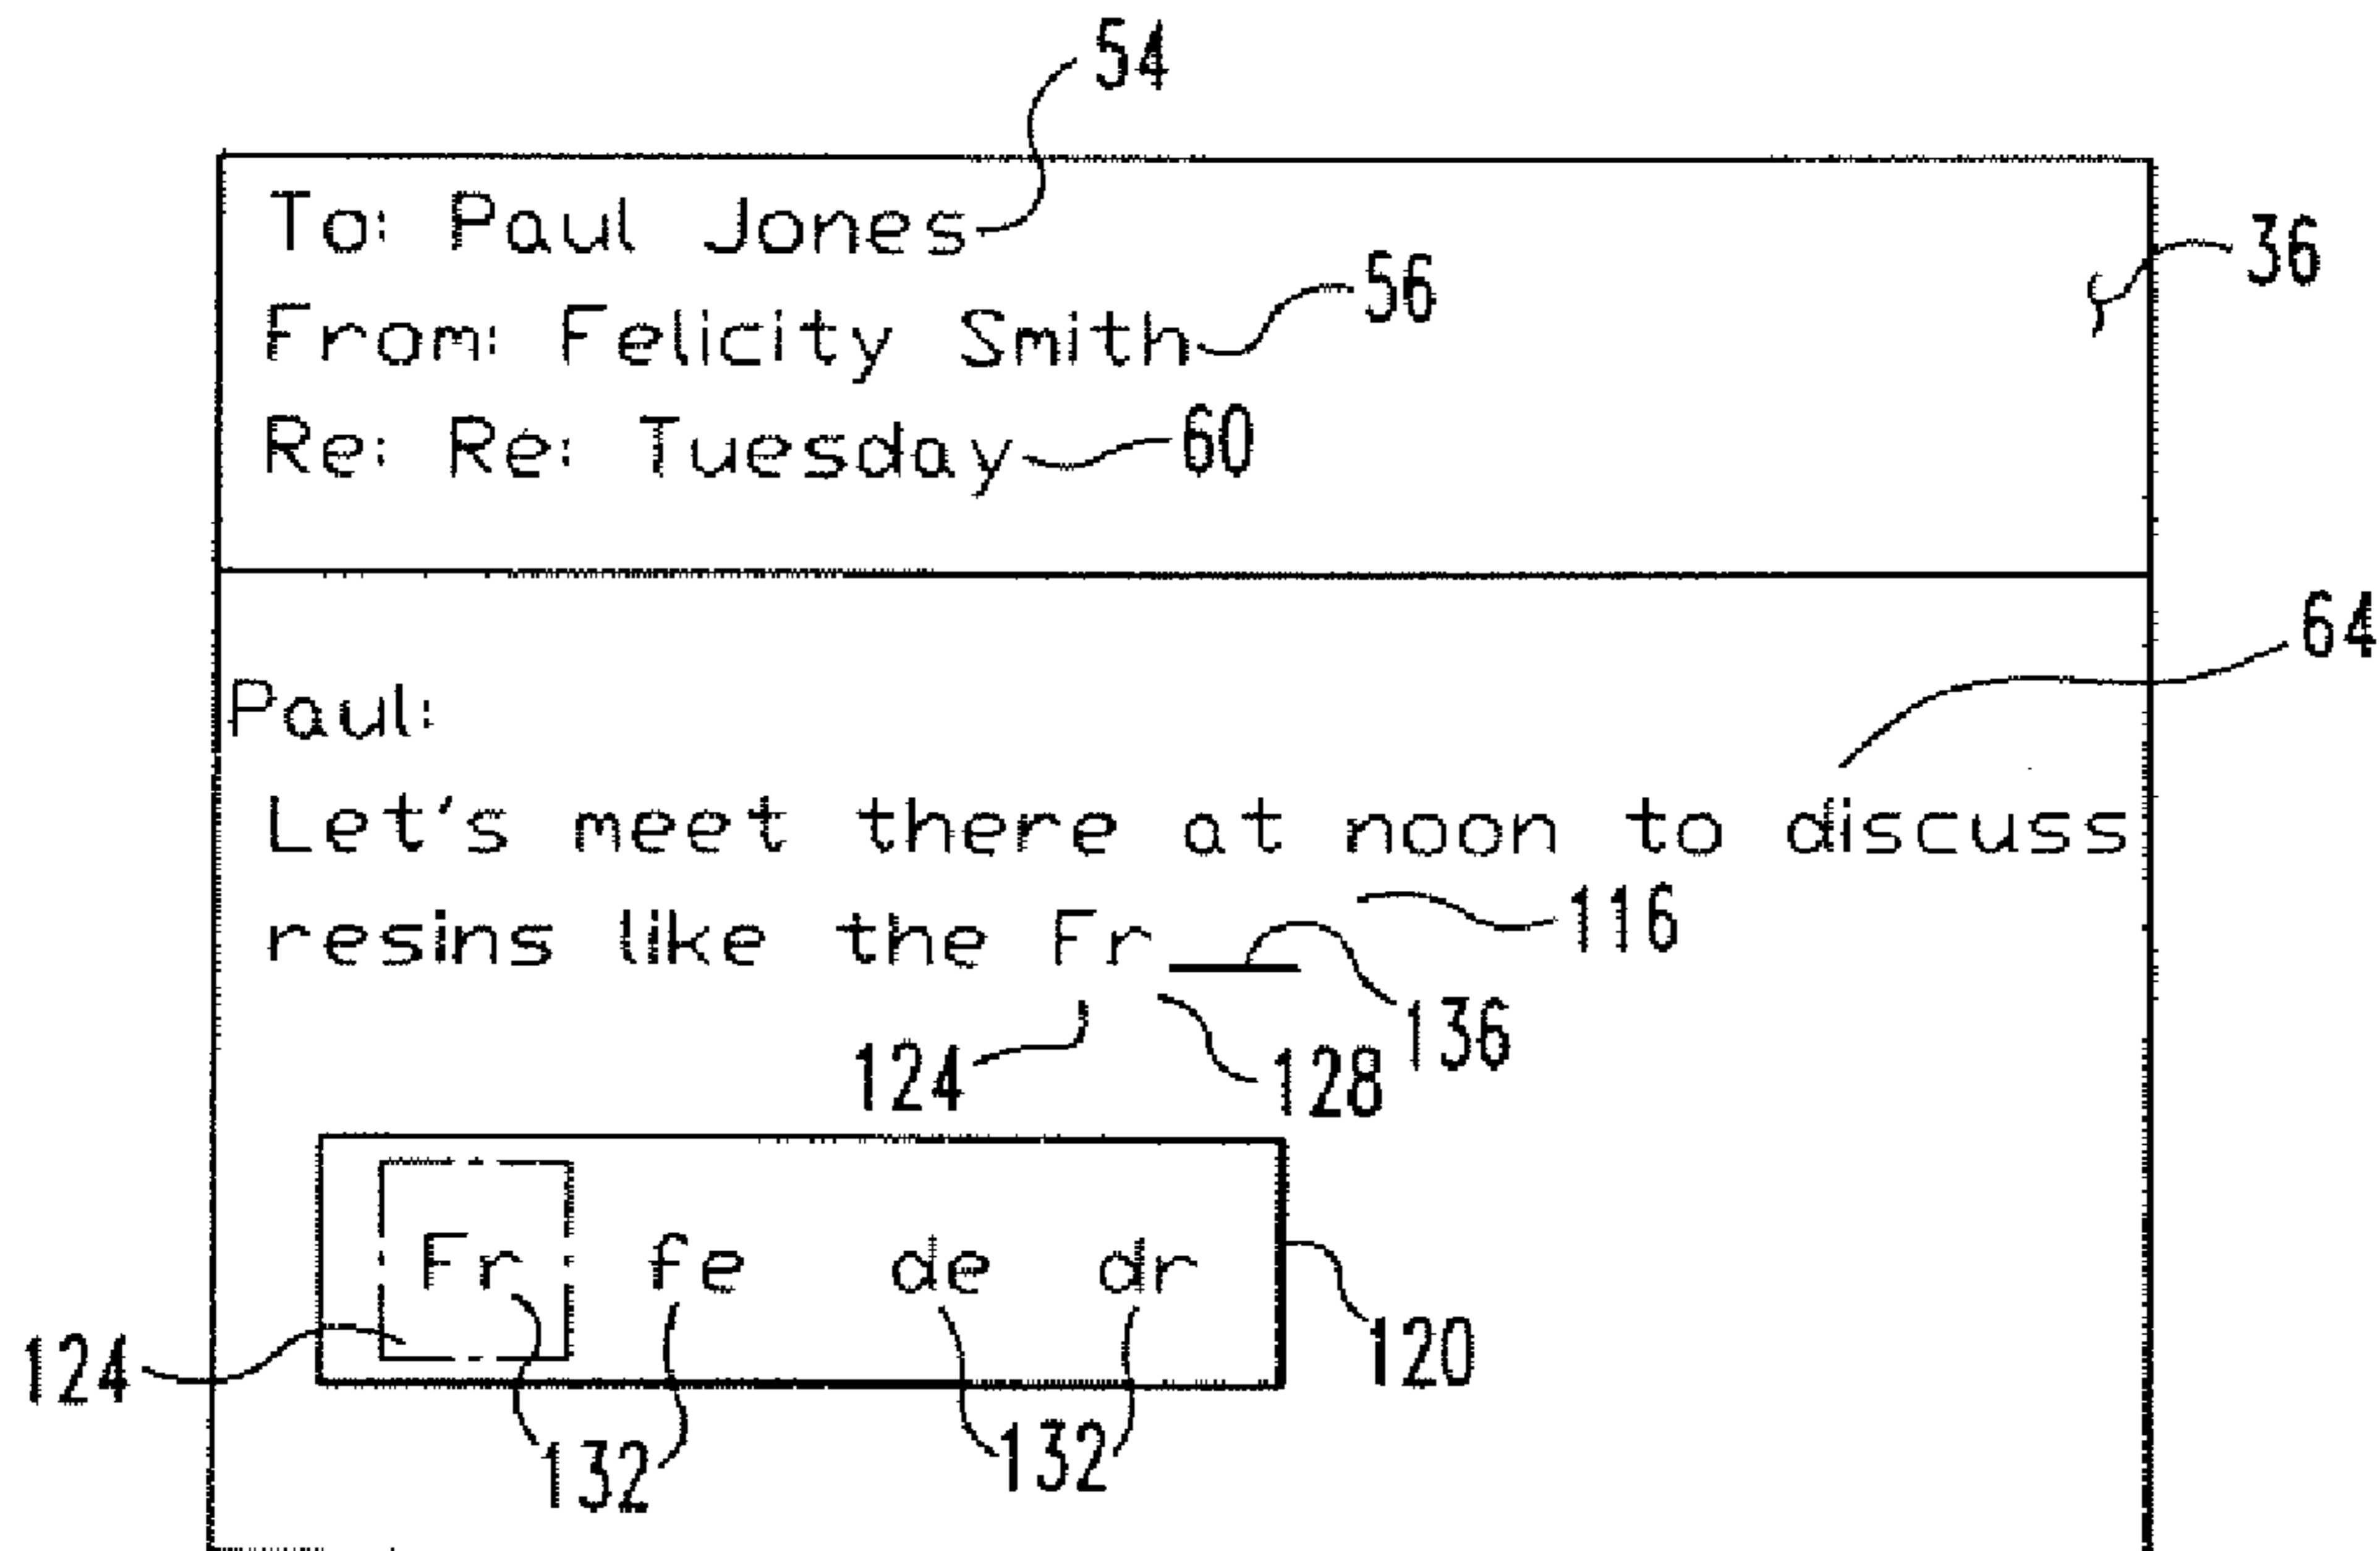 54
To: Paul Jones
36
From: Felicity Smith 56
Re: Re: Tuesday 60
64
Paul:
Let's meet there at noon to discuss
116
resins like the Fr
136
124 128
Fr fe de dr
120
124
132 132